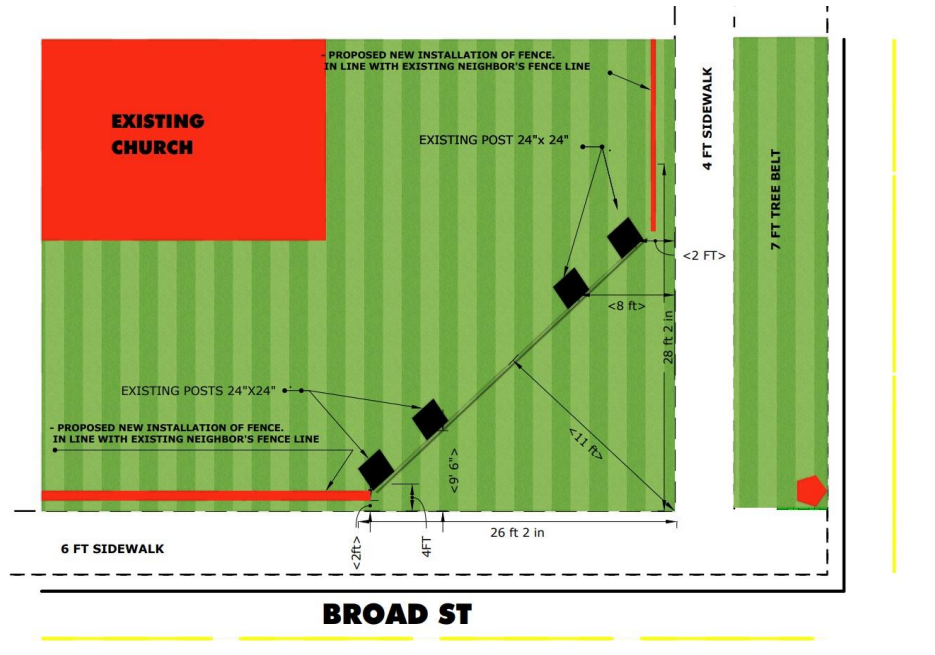 - PROPOSED NEW INSTALLATION OF FENCE.
IN LINE WITH EXISTING NEIGHBOR'S FENCE LINE
EXISTING
CHURCH
EXISTING POST 24"x 24"
4 FT SIDEWALK
7 FT TREE BELT
<2 FT>
<8 ft>
28 ft 2 in
EXISTING POSTS 24"X24"
- PROPOSED NEW INSTALLATION OF FENCE.
IN LINE WITH EXISTING NEIGHBOR'S FENCE LINE
<11 ft>
<9' 6">
26 ft 2 in
<2ft>
4FT
6 FT SIDEWALK
BROAD ST